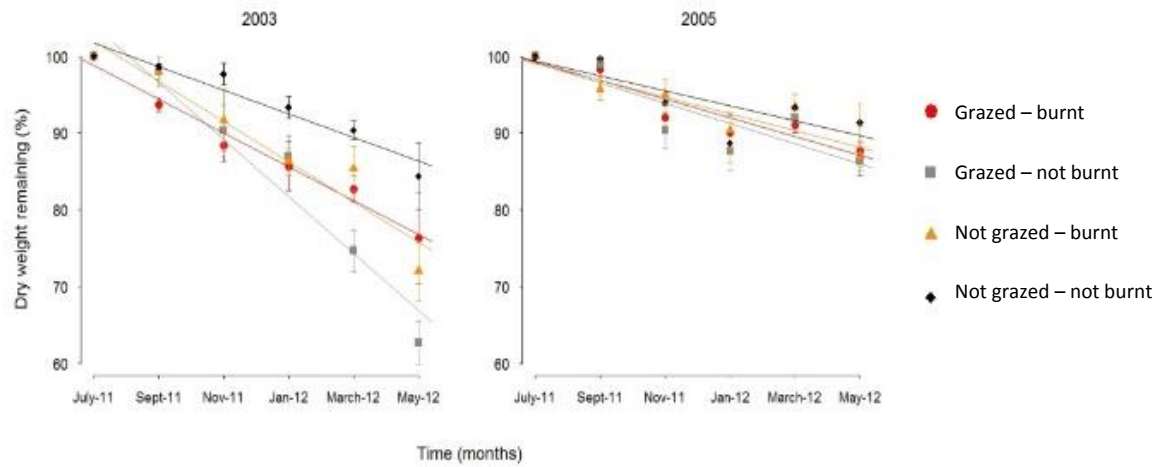 2003
2005
Dry weight remaining (%)
100
90
80
70
60
July-11 Sept-11 Nov-11 Jan-12 March-12 May-12
100
90
80
70
60
July-11 Sept-11 Nov-11 Jan-12 March-12 May-12
Time (months)
Grazed – burnt
Grazed – not burnt
Not grazed – burnt
Not grazed – not burnt